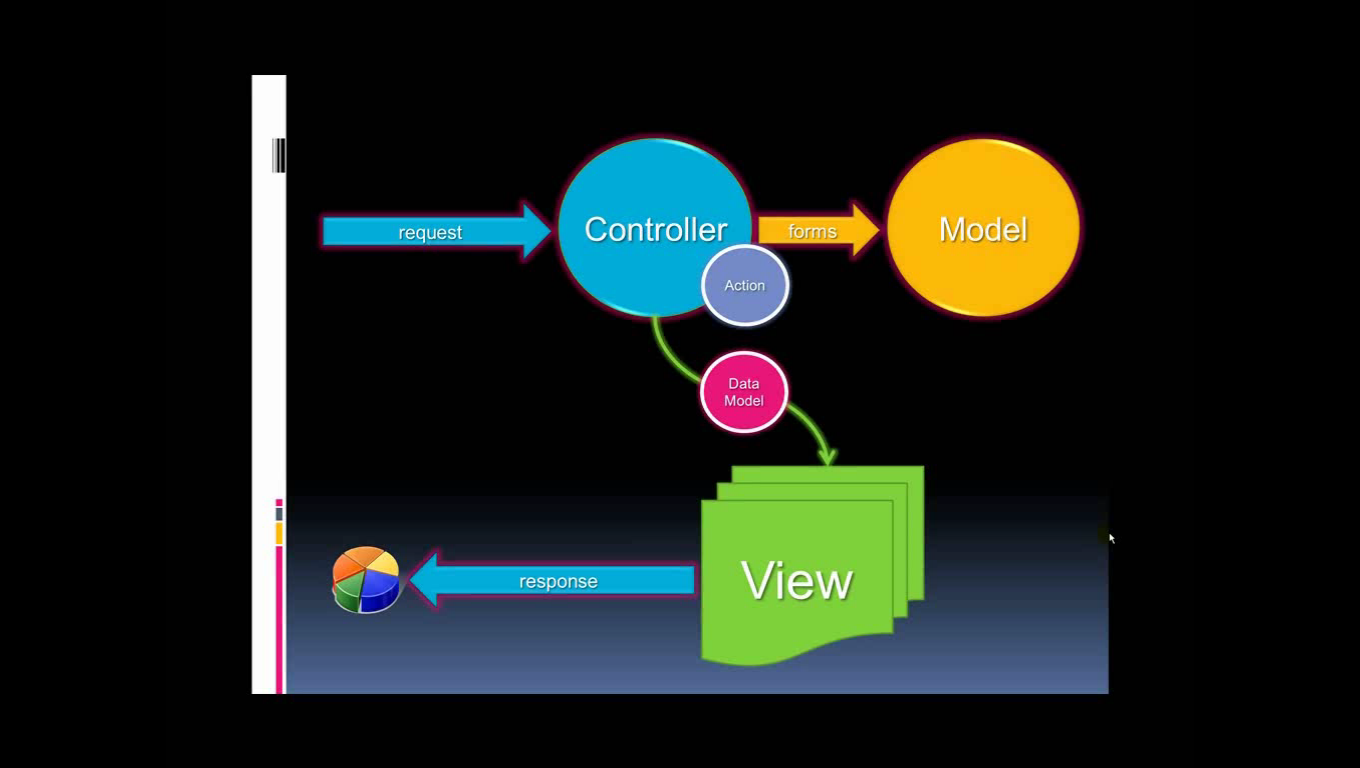 request
Controller
forms
Model
Action
Data
Model
View
response